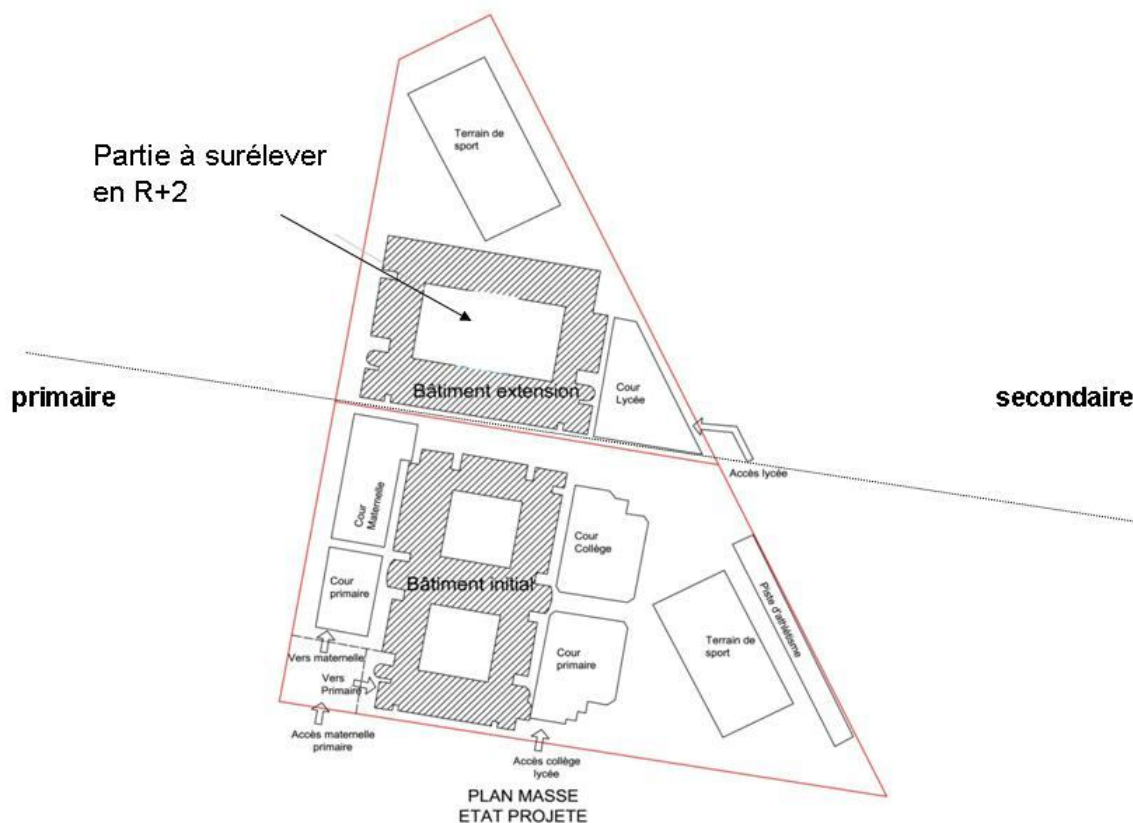 Terrain de
sport
Partie à surélever
en R+2
primaire
Bâtiment extension
Cour
Lycée
secondaire
Accès lycée
Cour
Maternelle
Cour
Collège
Cour
primaire
Bâtiment initial
Piste d'athlétisme
Cour
primaire
Terrain de
sport
Vers maternelle
Vers
Primaire
Accès maternelle
primaire
Accès collège
lycée
PLAN MASSE
ETAT PROJETE